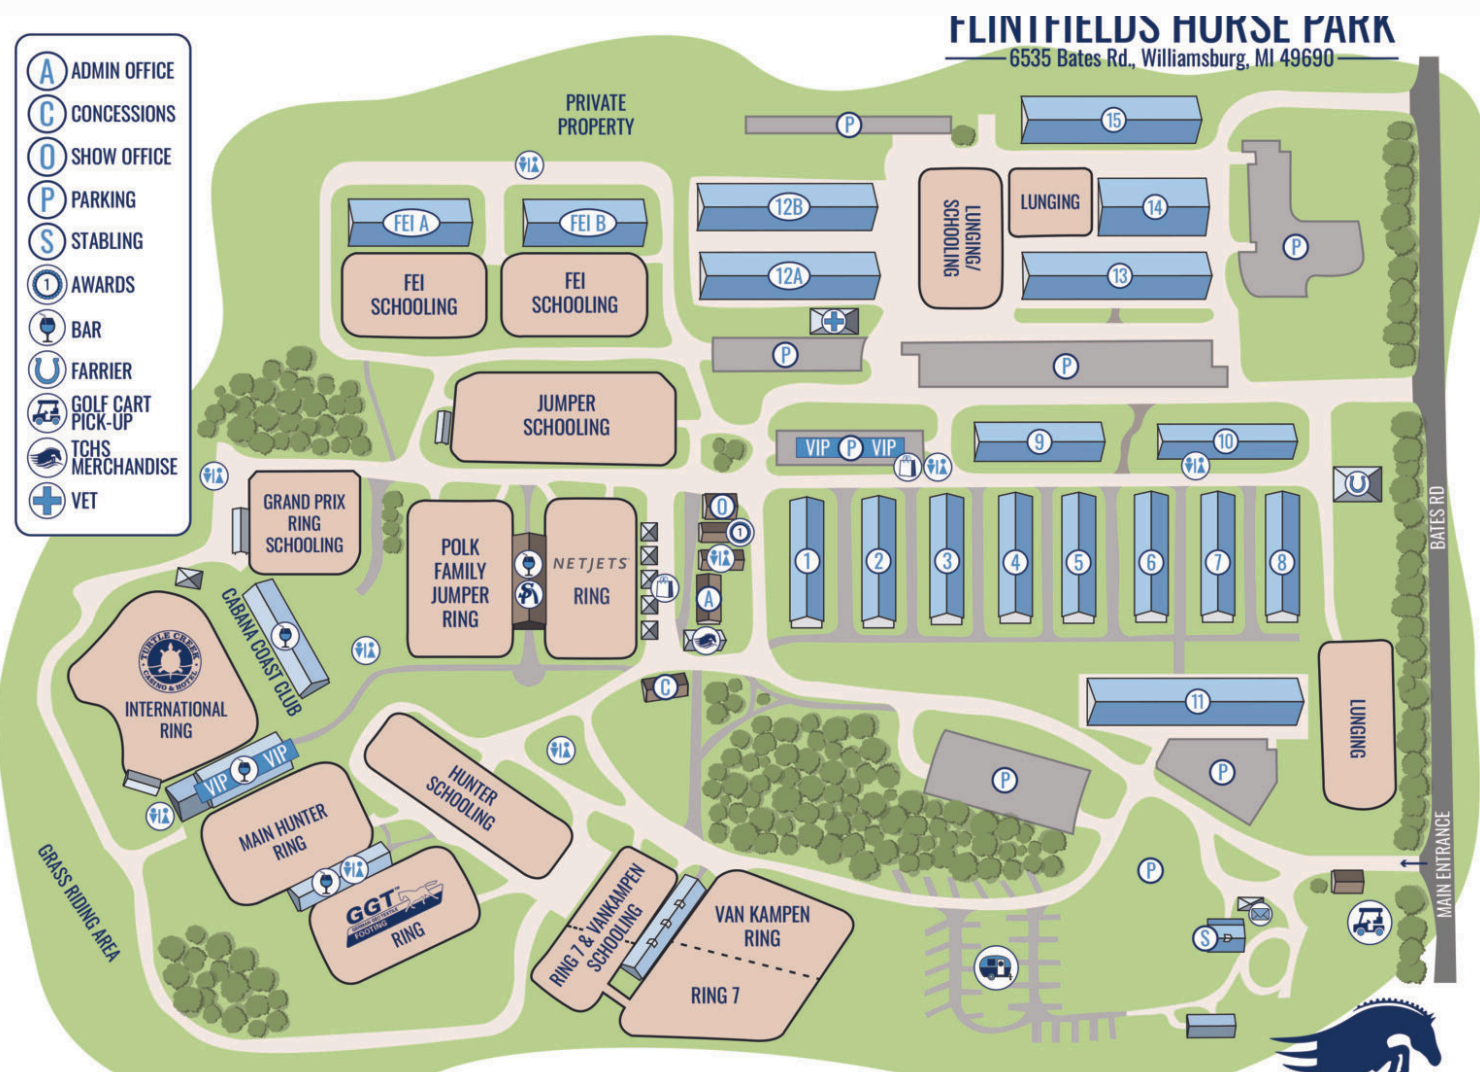 FLINTFIELDS HORSE PARK
6535 Bates Rd., Williamsburg, MI 49690
A ADMIN OFFICE
C CONCESSIONS
O SHOW OFFICE
P PARKING
S STABLING
1 AWARDS
BAR
FARRIER
GOLF CART
PICK-UP
TCHS
MERCHANDISE
VET
PRIVATE
PROPERTY
P
15
FEI A
FEI B
12B
LUNGING/
SCHOOLING
LUNGING
14
P
FEI
SCHOOLING
FEI
SCHOOLING
12A
13
P
P
JUMPER
SCHOOLING
VIP P VIP
9
10
GRAND PRIX
RING
SCHOOLING
POLK
FAMILY
JUMPER
RING
NETJETS
RING
O
1
A
1
2
3
4
5
6
7
8
BATES RD
CABANA COAST CLUB
TURTLE CREEK
CASINO & HOTEL
INTERNATIONAL
RING
C
11
LUNGING
VIP VIP
HUNTER
SCHOOLING
P
P
MAIN HUNTER
RING
GRASS RIDING AREA
GGT
FOOTING
RING
RING 7 & VANKAMPEN
SCHOOLING
VAN KAMPEN
RING
RING 7
P
MAIN ENTRANCE
S